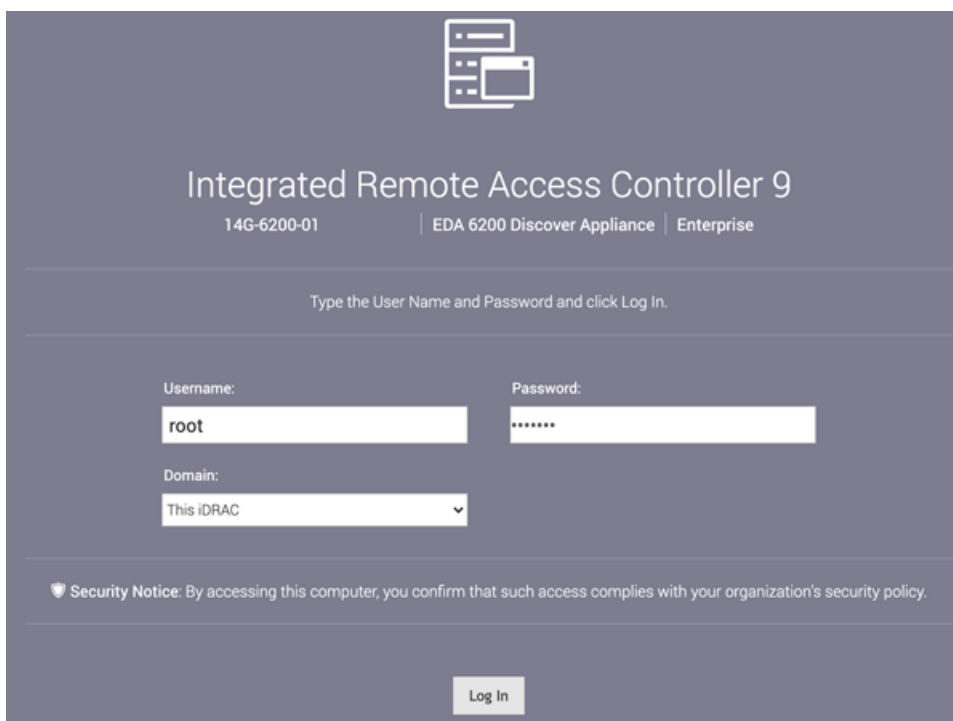 Integrated Remote Access Controller 9
14G-6200-01 | EDA 6200 Discover Appliance | Enterprise
Type the User Name and Password and click Log In.
Username: Password:
root •••••••
Domain:
This iDRAC
Security Notice: By accessing this computer, you confirm that such access complies with your organization's security policy.
Log In